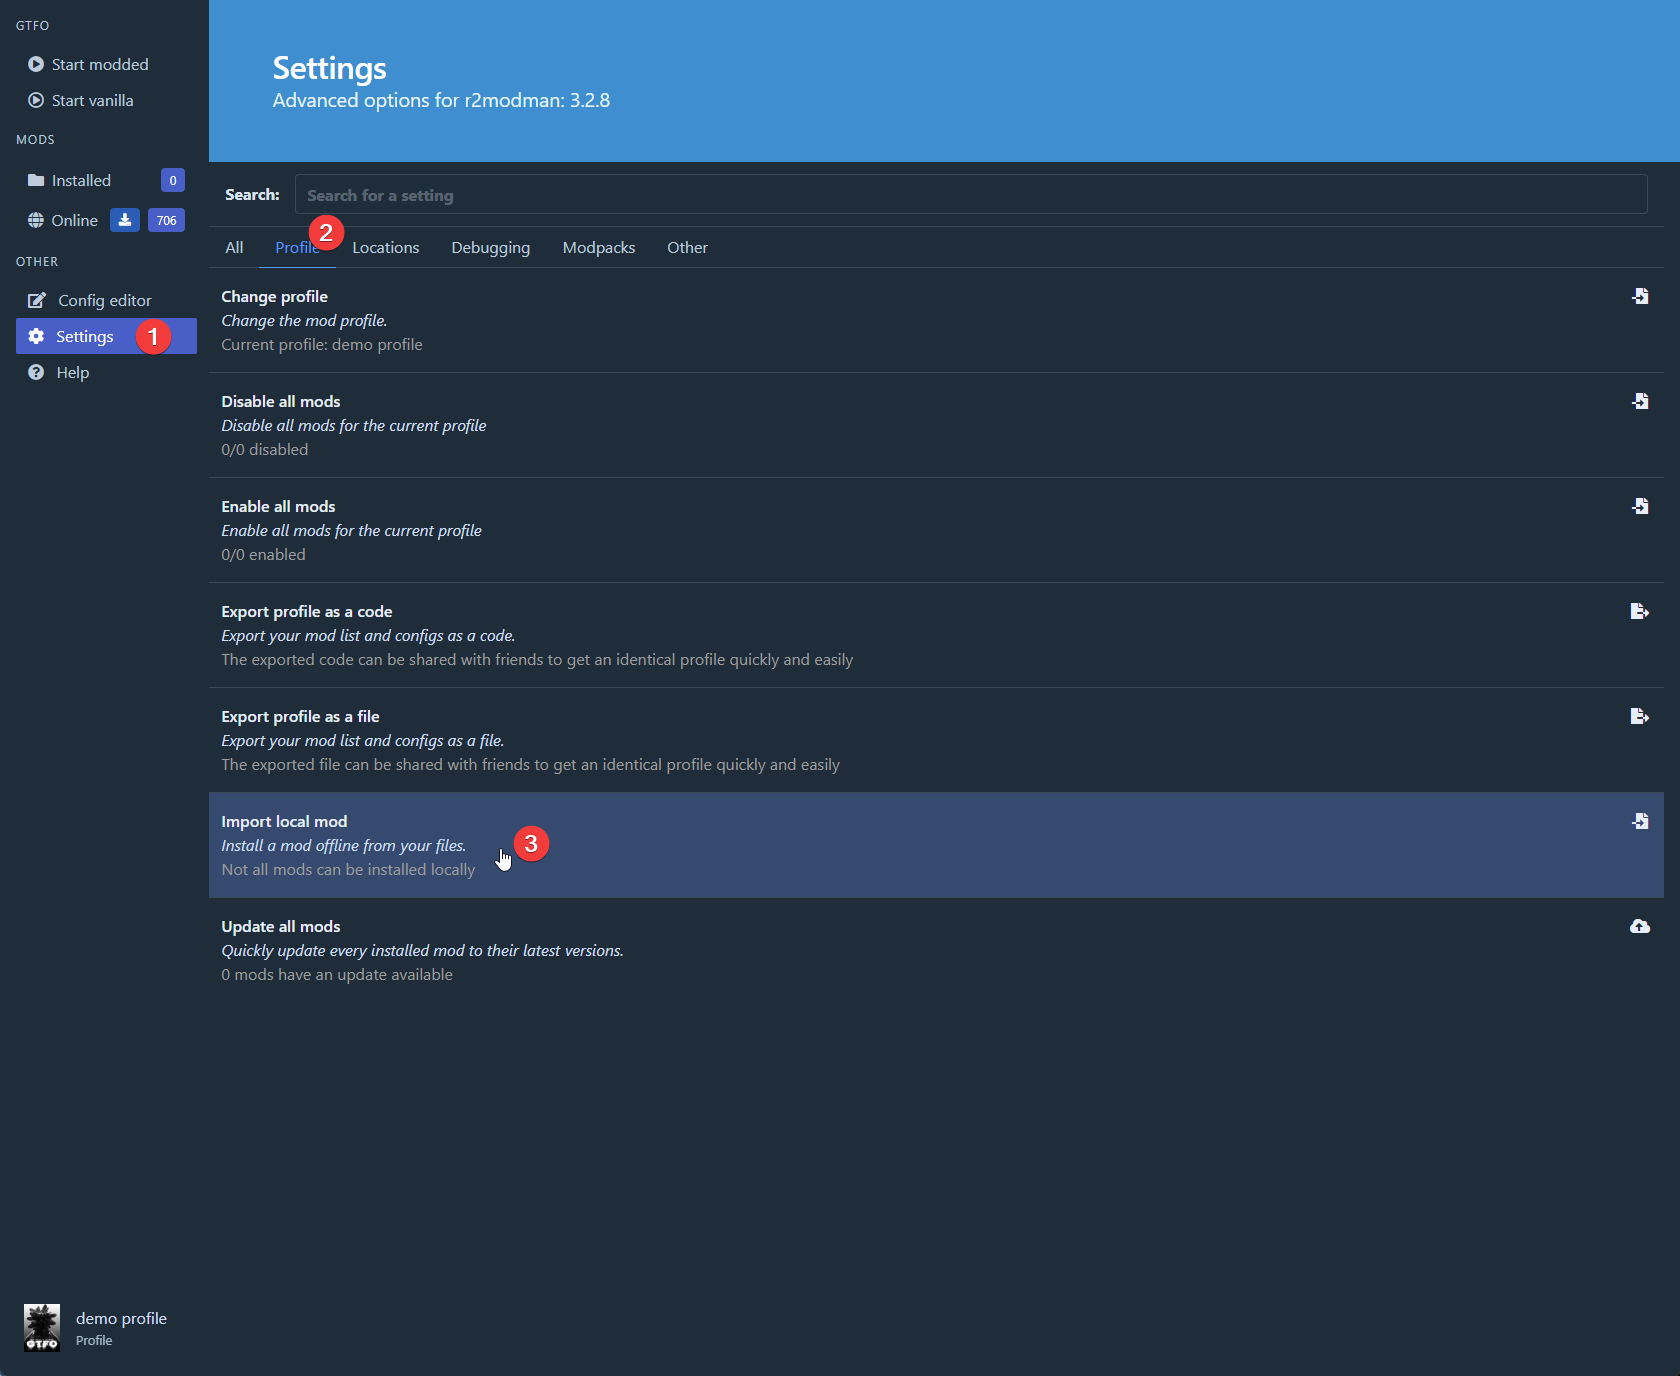 GTFO
Start modded
Start vanilla
MODS
Installed 0
Online 706
OTHER
Config editor
Settings 1
Help
Settings
Advanced options for r2modman: 3.2.8
Search: Search for a setting
2
All Profile Locations Debugging Modpacks Other
Change profile
Change the mod profile.
Current profile: demo profile
Disable all mods
Disable all mods for the current profile
0/0 disabled
Enable all mods
Enable all mods for the current profile
0/0 enabled
Export profile as a code
Export your mod list and configs as a code.
The exported code can be shared with friends to get an identical profile quickly and easily
Export profile as a file
Export your mod list and configs as a file.
The exported file can be shared with friends to get an identical profile quickly and easily
Import local mod
Install a mod offline from your files. 3
Not all mods can be installed locally
Update all mods
Quickly update every installed mod to their latest versions.
0 mods have an update available
GTFO
demo profile
Profile